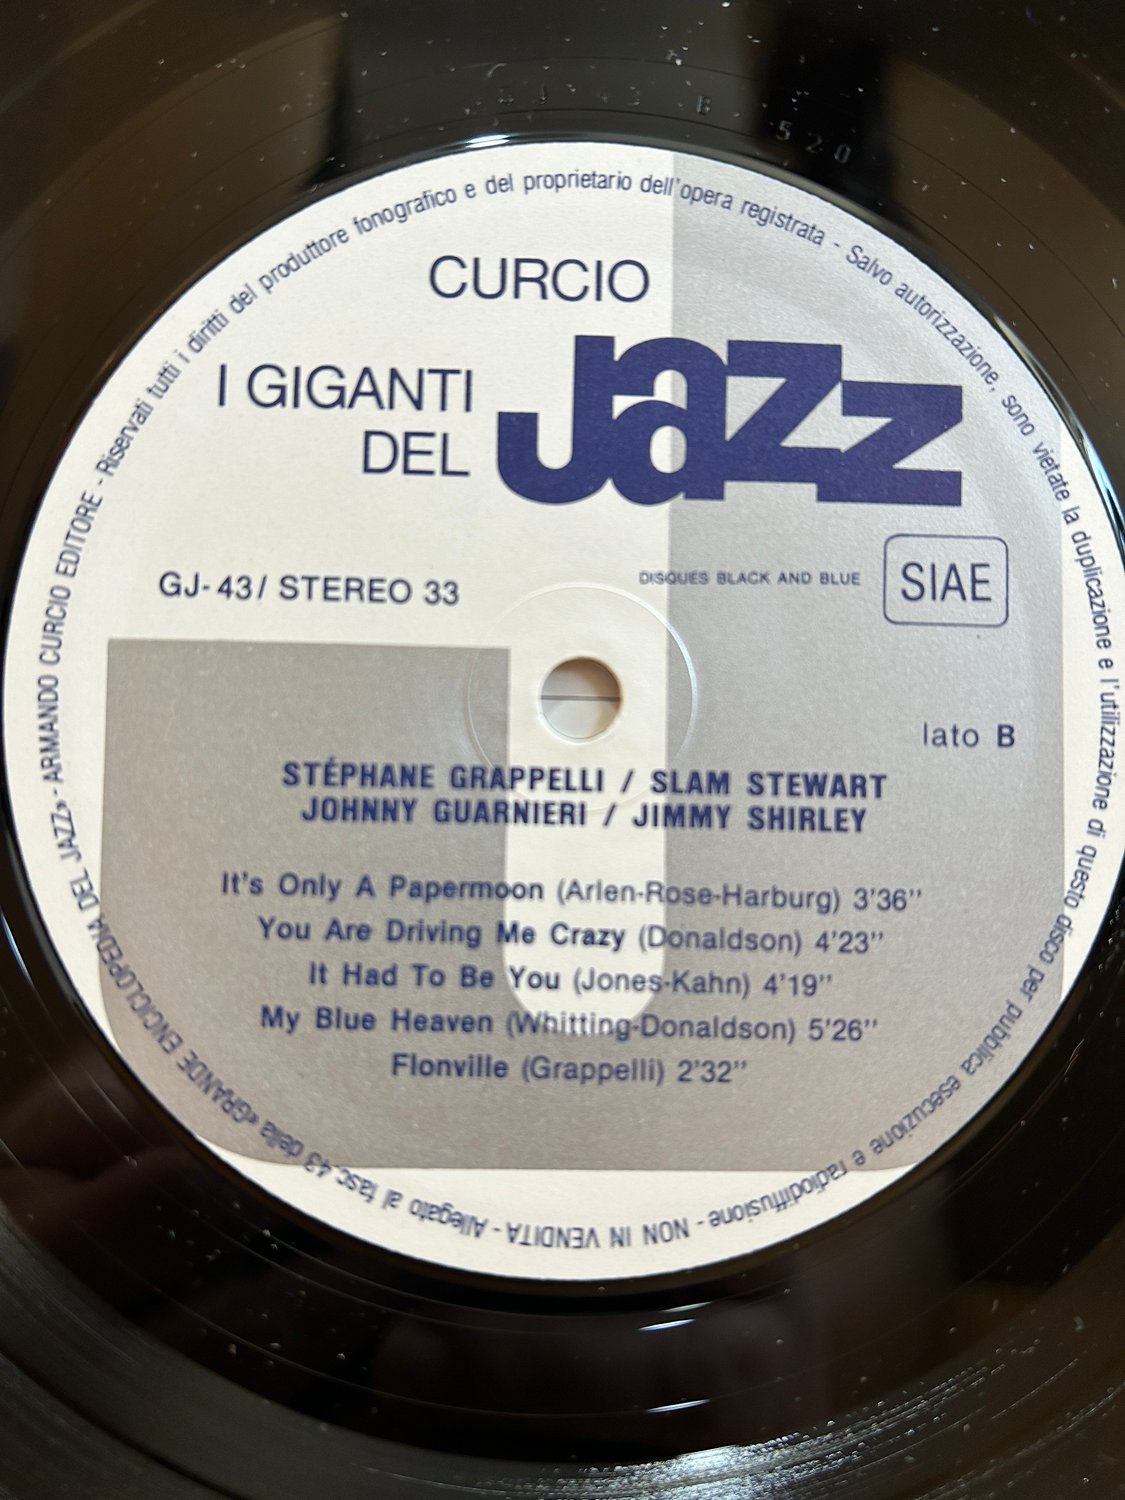 GJ 43 B 520
CURCIO
I GIGANTI
DEL
JAZZ
GJ-43/ STEREO 33
DISQUES BLACK AND BLUE
SIAE
lato B
STÉPHANE GRAPPELLI / SLAM STEWART
JOHNNY GUARNIERI / JIMMY SHIRLEY
It's Only A Papermoon (Arlen-Rose-Harburg) 3'36''
You Are Driving Me Crazy (Donaldson) 4'23''
It Had To Be You (Jones-Kahn) 4'19''
My Blue Heaven (Whitting-Donaldson) 5'26''
Flonville (Grappelli) 2'32''
Allegato al fasc. 43 della «GRANDE ENCICLOPEDIA DEL JAZZ» - ARMANDO CURCIO EDITORE - Riservati tutti i diritti del produttore fonografico e del proprietario dell'opera registrata - Salvo autorizzazione, sono vietate la duplicazione e l'utilizzazione di questo disco per pubblica esecuzione e radiodiffusione - NON IN VENDITA -